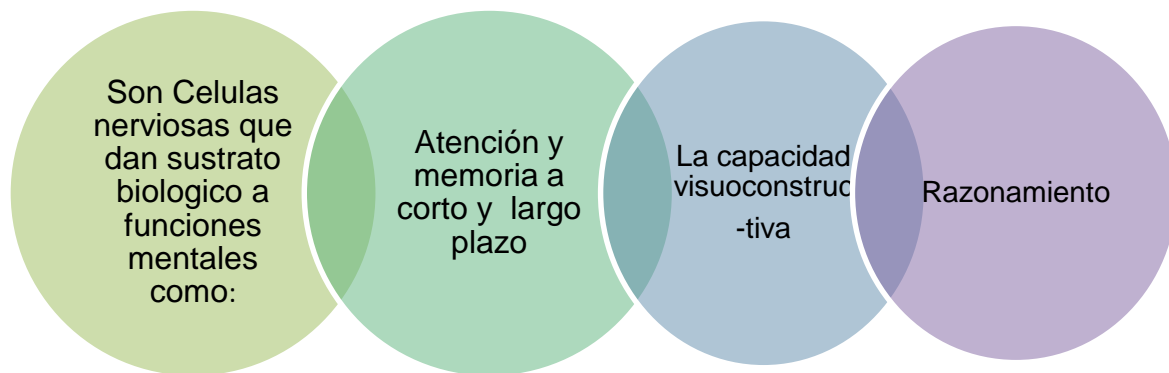 Son Celulas
nerviosas que
dan sustrato
biologico a
funciones
mentales
como:
Atención y
memoria a
corto y largo
plazo
La capacidad
visuoconstruc
-tiva
Razonamiento